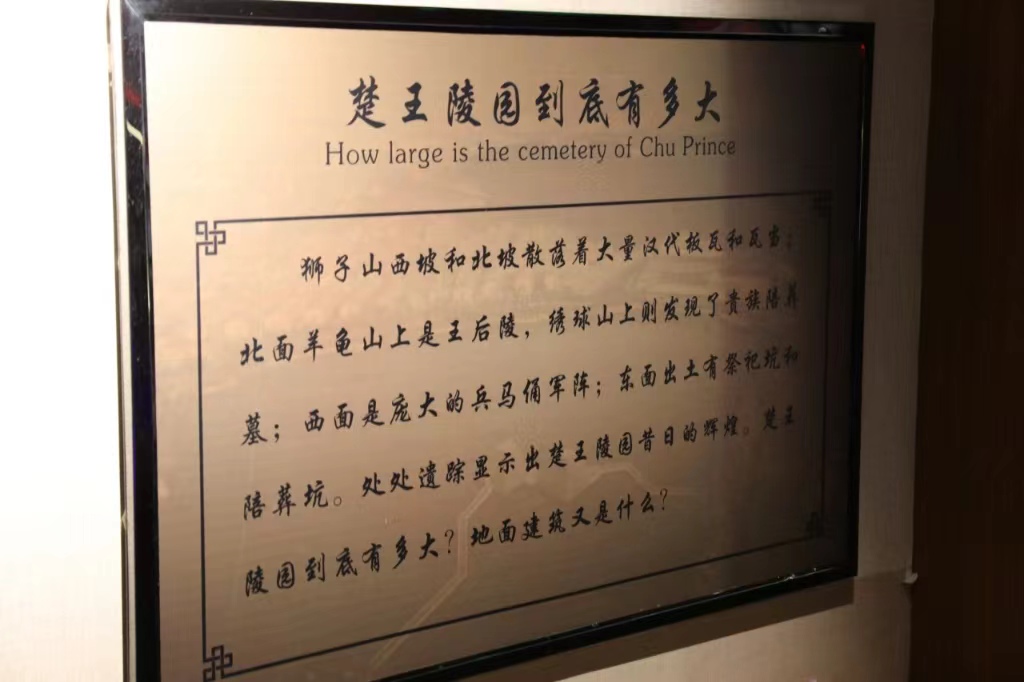 楚王陵园到底有多大
How large is the cemetery of Chu Prince
狮子山西坡和北坡散落着大量汉代板瓦和瓦当；
北面羊龟山上是王后陵，绣球山上则发现了贵族陪葬
墓；西面是庞大的兵马俑军阵；东面出土有祭祀坑和
陪葬坑。处处遗踪显示出楚王陵园昔日的辉煌。楚王
陵园到底有多大？地面建筑又是什么？